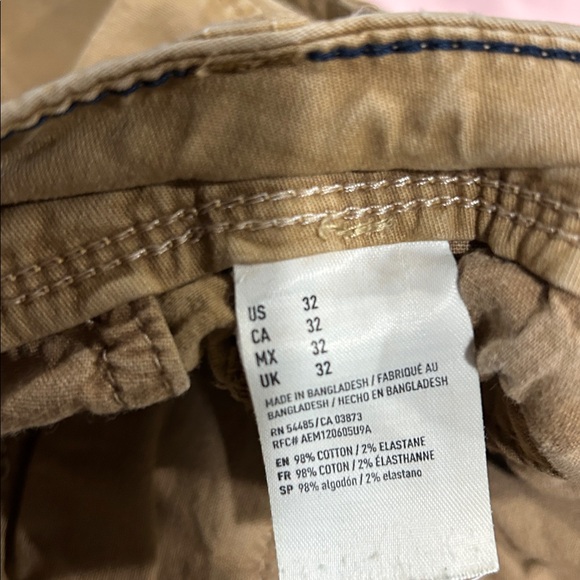 US 32
CA 32
MX 32
UK 32
MADE IN BANGLADESH / FABRIQUÉ AU
BANGLADESH / HECHO EN BANGLADESH
RN 54485/CA 03873
RFC# AEM120605U9A
EN 98% COTTON / 2% ELASTANE
FR 98% COTON / 2% ÉLASTHANNE
SP 98% algodón / 2% elastano